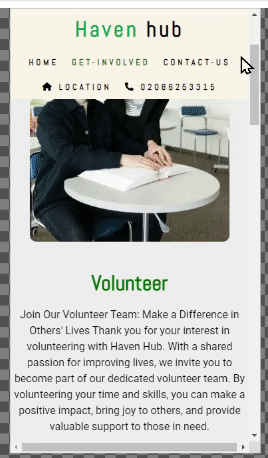 Haven hub
HOME GET-INVOLVED CONTACT-US
LOCATION 02086253315
Volunteer
Join Our Volunteer Team: Make a Difference in
Others' Lives Thank you for your interest in
volunteering with Haven Hub. With a shared
passion for improving lives, we invite you to
become part of our dedicated volunteer team. By
volunteering your time and skills, you can make a
positive impact, bring joy to others, and provide
valuable support to those in need.